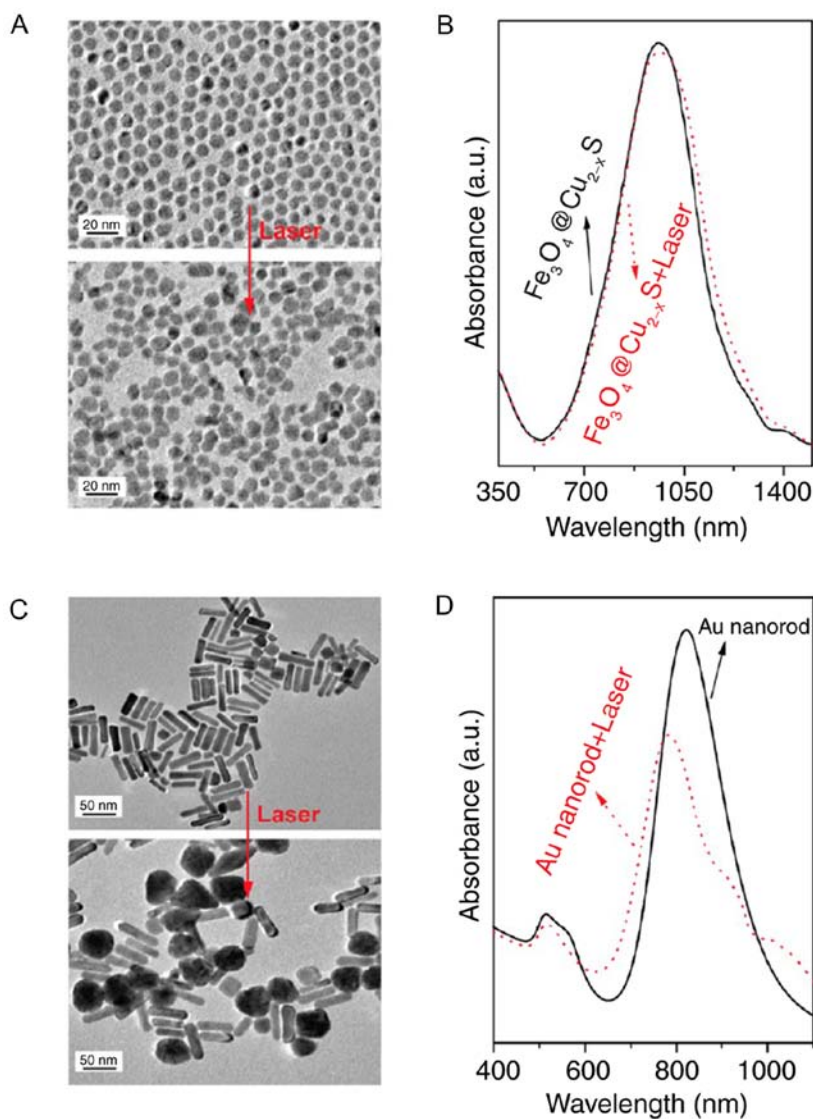 A
20 nm
Laser
20 nm
B
Absorbance (a.u.)
Fe₃O₄@Cu₂₋ₓS
Fe₃O₄@Cu₂₋ₓS+Laser
350 700 1050 1400
Wavelength (nm)
C
50 nm
Laser
50 nm
D
Absorbance (a.u.)
Au nanorod
Au nanorod+Laser
400 600 800 1000
Wavelength (nm)